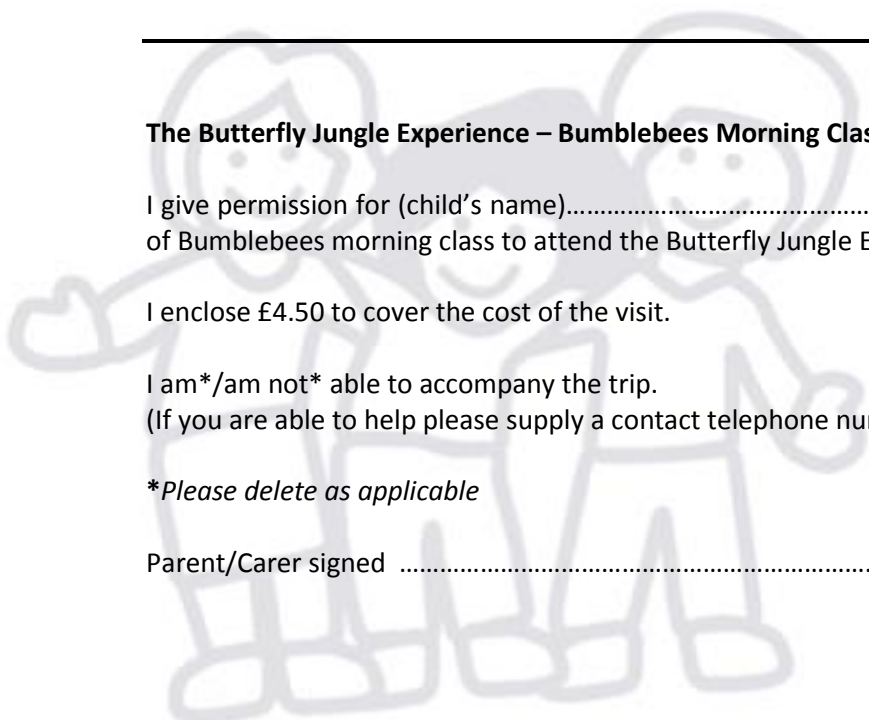 The Butterfly Jungle Experience – Bumblebees Morning
I give permission for (child’s name)……………………………………
of Bumblebees morning class to attend the Butterfly Jungle
I enclose £4.50 to cover the cost of the visit.
I am*/am not* able to accompany the trip.
(If you are able to help please supply a contact telephone
*Please delete as applicable
Parent/Carer signed ……………………………………………………………